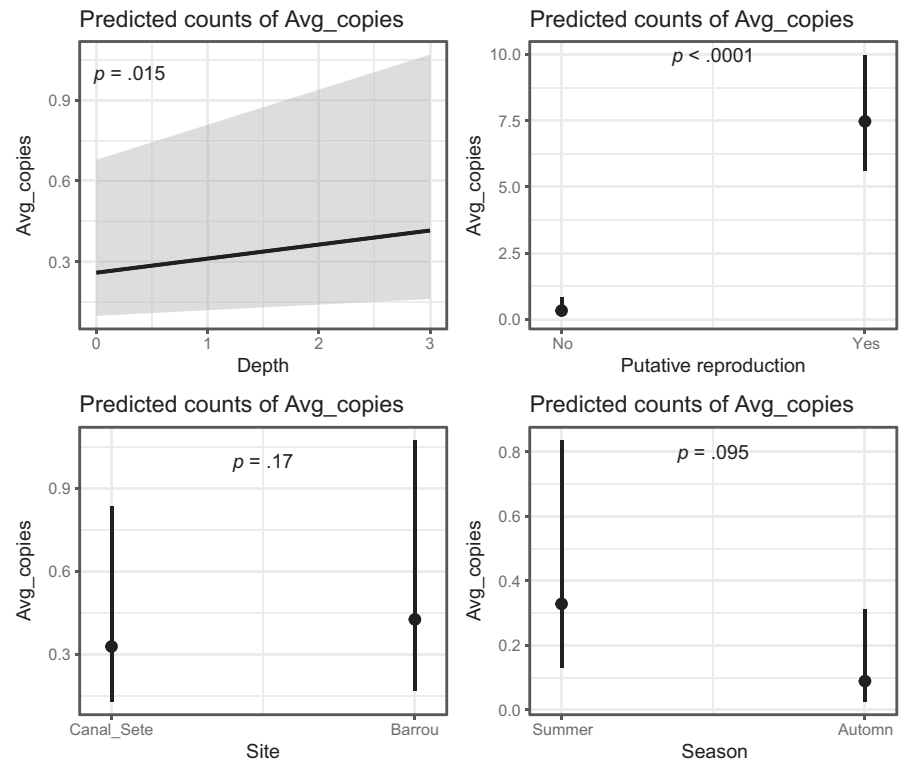 Predicted counts of Avg_copies
p = .015
Avg_copies
0.9
0.6
0.3
0 1 2 3
Depth
Predicted counts of Avg_copies
p < .0001
Avg_copies
10.0
7.5
5.0
2.5
0.0
No Yes
Putative reproduction
Predicted counts of Avg_copies
p = .17
Avg_copies
0.9
0.6
0.3
Canal_Sete Barrou
Site
Predicted counts of Avg_copies
p = .095
Avg_copies
0.8
0.6
0.4
0.2
0.0
Summer Automn
Season